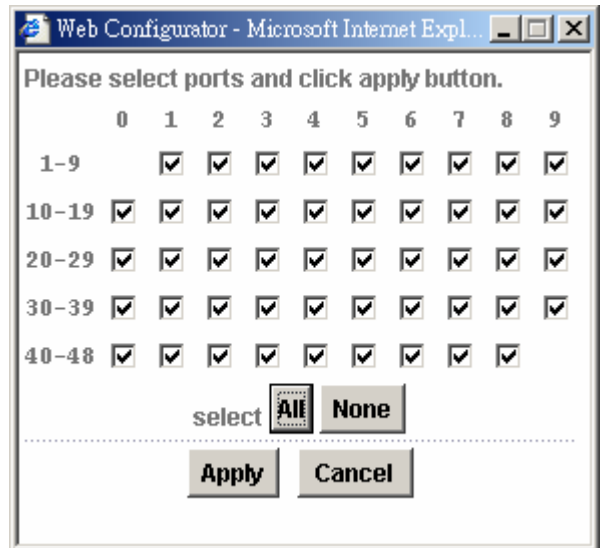 Web Configurator - Microsoft Internet Expl...
Please select ports and click apply button.
0 1 2 3 4 5 6 7 8 9
1-9
10-19
20-29
30-39
40-48
select All None
Apply Cancel